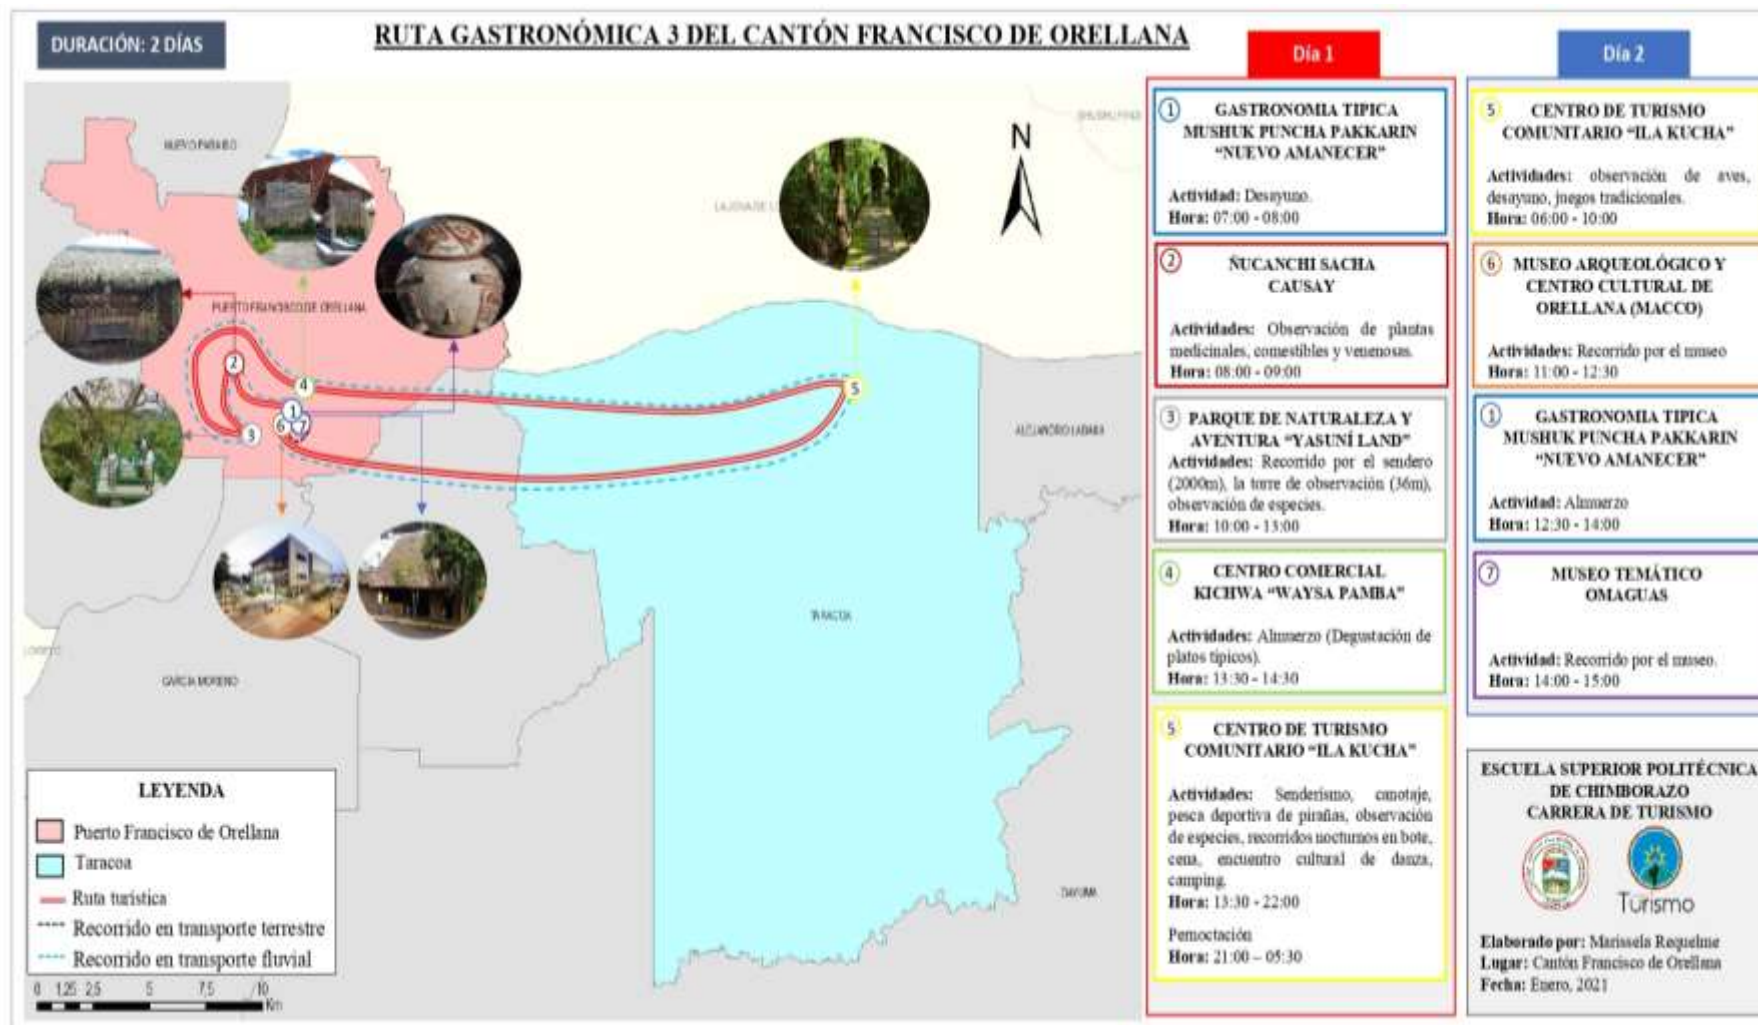 DURACIÓN: 2 DÍAS
RUTA GASTRONÓMICA 3 DEL CANTÓN FRANCISCO DE ORELLANA
N
NUEVO PARAISO
PUERTO FRANCISCO DE ORELLANA
ALEJANDRO LABAKA
TARACOA
GARCIA MORENO
DAYUMA
1
2
3
4
5
6
7
LEYENDA
Puerto Francisco de Orellana
Taracoa
Ruta turística
Recorrido en transporte terrestre
Recorrido en transporte fluvial
0 1,25 2,5 5 7,5 10
Km
Día 1
1 GASTRONOMIA TIPICA
MUSHUK PUNCHA PAKKARIN
“NUEVO AMANECER”
Actividad: Desayuno.
Hora: 07:00 - 08:00
2 ÑUCANCHI SACHA
CAUSAY
Actividades: Observación de plantas
medicinales, comestibles y venenosas.
Hora: 08:00 - 09:00
3 PARQUE DE NATURALEZA Y
AVENTURA “YASUNÍ LAND”
Actividades: Recorrido por el sendero
(2000m), la torre de observación (36m),
observación de especies.
Hora: 10:00 - 13:00
4 CENTRO COMERCIAL
KICHWA “WAYSA PAMBA”
Actividades: Almuerzo (Degustación de
platos típicos).
Hora: 13:30 - 14:30
5 CENTRO DE TURISMO
COMUNITARIO “ILA KUCHA”
Actividades: Senderismo, canotaje,
pesca deportiva de pirañas, observación
de especies, recorridos nocturnos en bote,
cena, encuentro cultural de danza,
camping.
Hora: 13:30 - 22:00
Pernoctación
Hora: 21:00 – 05:30
Día 2
5 CENTRO DE TURISMO
COMUNITARIO “ILA KUCHA”
Actividades: observación de aves,
desayuno, juegos tradicionales.
Hora: 06:00 - 10:00
6 MUSEO ARQUEOLÓGICO Y
CENTRO CULTURAL DE
ORELLANA (MACCO)
Actividades: Recorrido por el museo
Hora: 11:00 - 12:30
1 GASTRONOMIA TIPICA
MUSHUK PUNCHA PAKKARIN
“NUEVO AMANECER”
Actividad: Almuerzo
Hora: 12:30 - 14:00
7 MUSEO TEMÁTICO
OMAGUAS
Actividad: Recorrido por el museo.
Hora: 14:00 - 15:00
ESCUELA SUPERIOR POLITÉCNICA
DE CHIMBORAZO
CARRERA DE TURISMO
Turismo
Elaborado por: Marissela Requelme
Lugar: Cantón Francisco de Orellana
Fecha: Enero, 2021